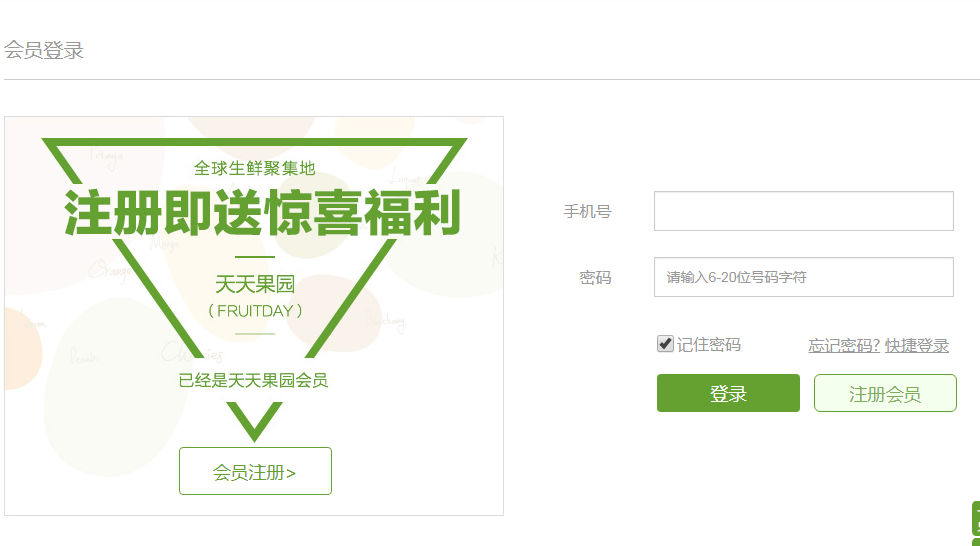 会员登录
全球生鲜聚集地
注册即送惊喜福利
天天果园
（FRUITDAY）
已经是天天果园会员
会员注册>
手机号
密码
请输入6-20位号码字符
记住密码
忘记密码? 快捷登录
登录
注册会员